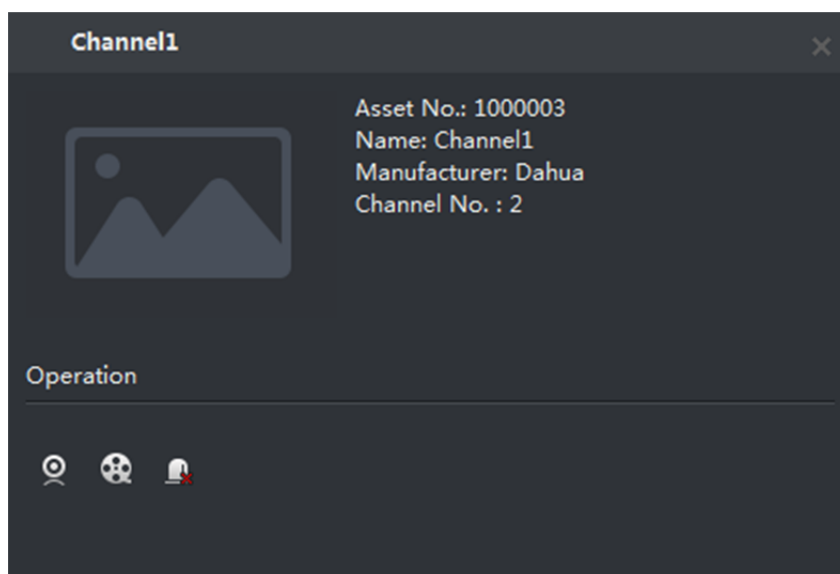 Channel1
Asset No.: 1000003
Name: Channel1
Manufacturer: Dahua
Channel No. : 2
Operation